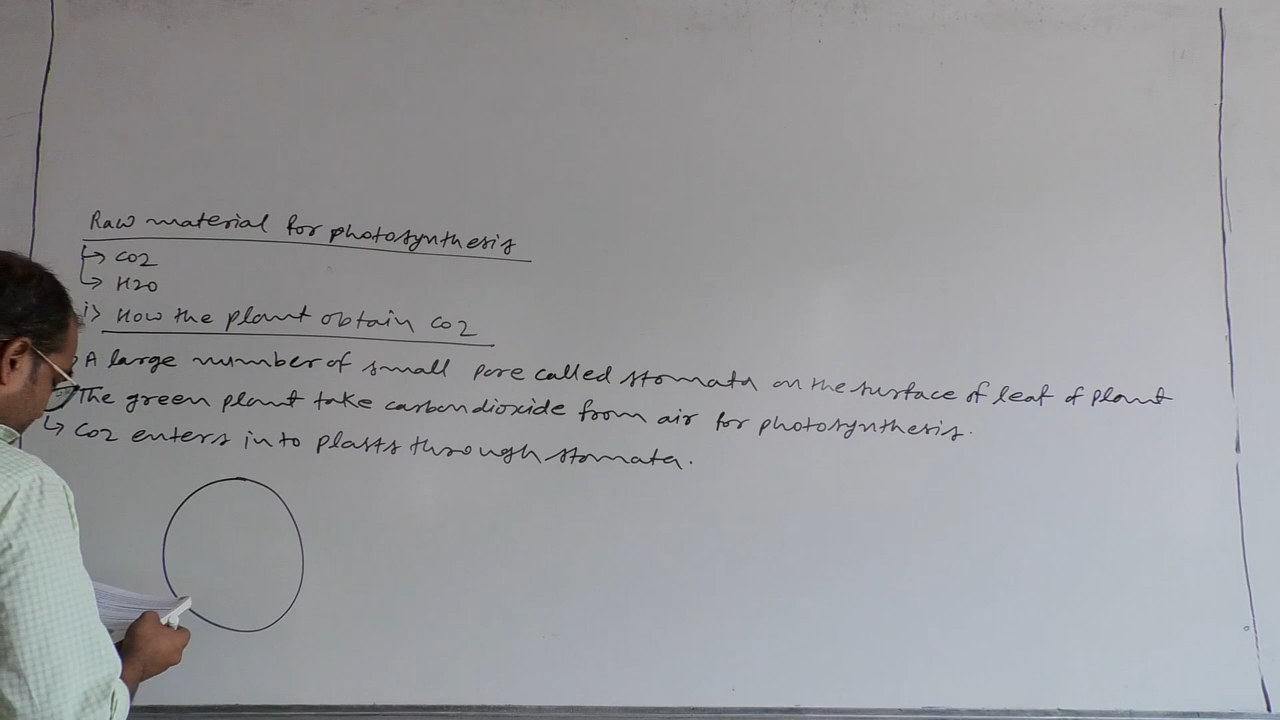 Raw material for photosynthesis
→ CO2
→ H2O
i> How the plant obtain CO2
A large number of small pore called stomata on the surface of leaf of plant
The green plant take carbondioxide from air for photosynthesis.
↳ CO2 enters in to plasts through stomata.